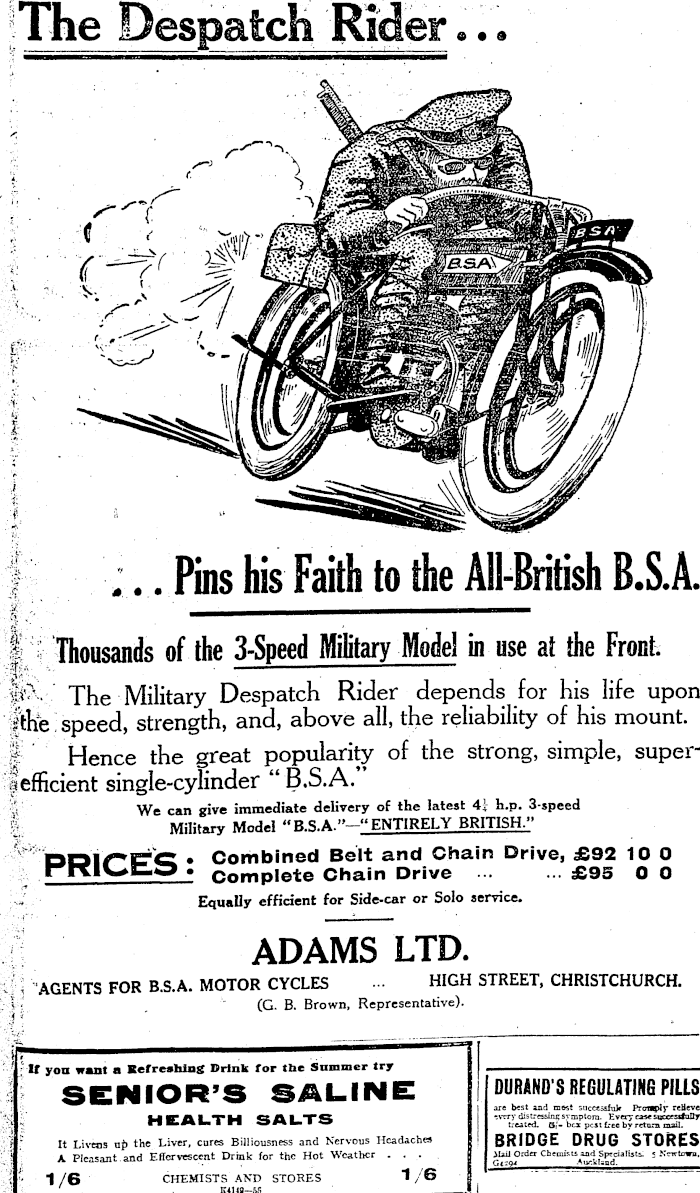 The Despatch Rider...
BSA
B.S.A
...Pins his Faith to the All-British B.S.A.
Thousands of the 3-Speed Military Model in use at the Front.
The Military Despatch Rider depends for his life upon
the speed, strength, and, above all, the reliability of his mount.
Hence the great popularity of the strong, simple, super-
efficient single-cylinder "B.S.A."
We can give immediate delivery of the latest 4¼ h.p. 3-speed
Military Model "B.S.A."—"ENTIRELY BRITISH."
PRICES: Combined Belt and Chain Drive, £92 10 0
Complete Chain Drive ... ... £95 0 0
Equally efficient for Side-car or Solo service.
ADAMS LTD.
AGENTS FOR B.S.A. MOTOR CYCLES ... HIGH STREET, CHRISTCHURCH.
(G. B. Brown, Representative).
If you want a Refreshing Drink for the Summer try
SENIOR'S SALINE
HEALTH SALTS
It Livens up the Liver, cures Billiousness and Nervous Headaches
A Pleasant and Effervescent Drink for the Hot Weather . . .
1/6 CHEMISTS AND STORES 1/6
K4149—55
DURAND'S REGULATING PILLS
are best and most successful. Promply relieve
every distressing symptom. Every case successfully
treated. 5/= box post free by return mail.
BRIDGE DRUG STORES
Mail Order Chemists and Specialists. 5 Newtown,
Auckland.